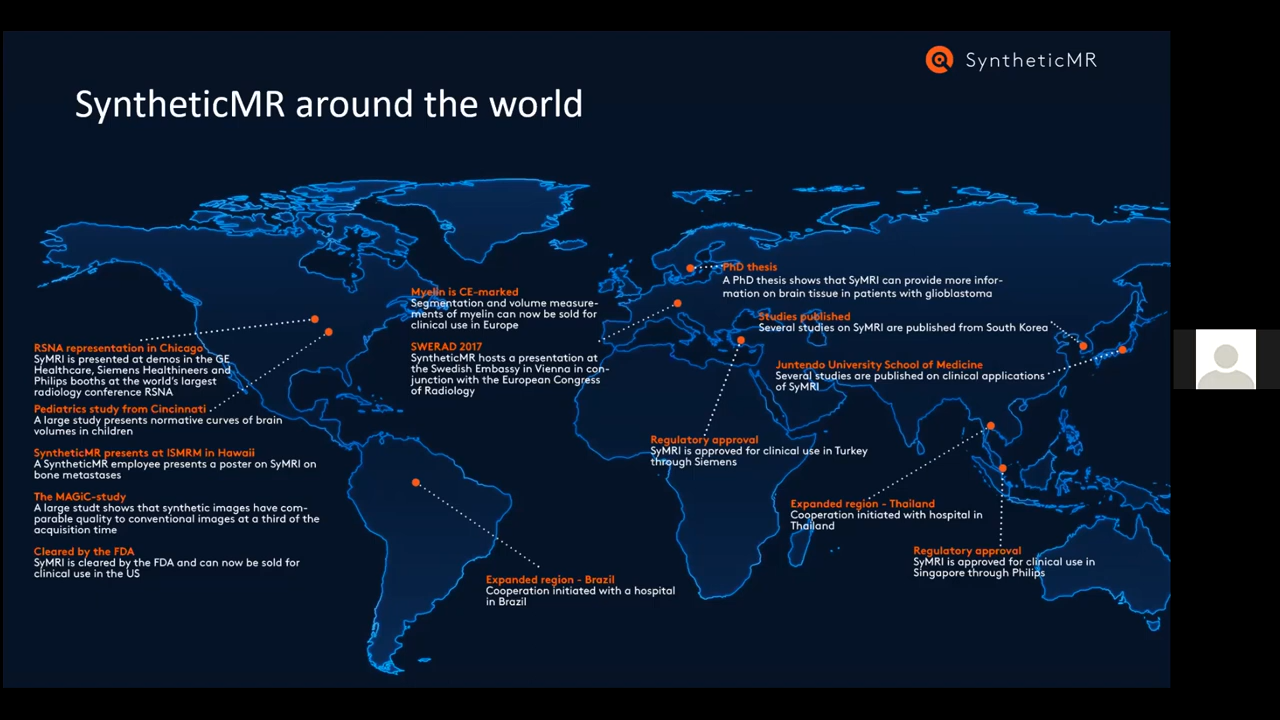 SyntheticMR
SyntheticMR around the world
RSNA representation in Chicago
SyMRI is presented at demos in the GE
Healthcare, Siemens Healthineers and
Philips booths at the world's largest
radiology conference RSNA
Pediatrics study from Cincinnati
A large study presents normative curves of brain
volumes in children
SyntheticMR presents at ISMRM in Hawaii
A SyntheticMR employee presents a poster on SyMRI on
bone metastases
The MAGiC-study
A large studt shows that synthetic images have com-
parable quality to conventional images at a third of the
acquisition time
Cleared by the FDA
SyMRI is cleared by the FDA and can now be sold for
clinical use in the US
Myelin is CE-marked
Segmentation and volume measure-
ments of myelin can now be sold for
clinical use in Europe
SWERAD 2017
SyntheticMR hosts a presentation at
the Swedish Embassy in Vienna in con-
junction with the European Congress
of Radiology
Expanded region - Brazil
Cooperation initiated with a hospital
in Brazil
PhD thesis
A PhD thesis shows that SyMRI can provide more infor-
mation on brain tissue in patients with glioblastoma
Studies published
Several studies on SyMRI are published from South Korea
Juntendo University School of Medicine
Several studies are published on clinical applications
of SyMRI
Regulatory approval
SyMRI is approved for clinical use in Turkey
through Siemens
Expanded region - Thailand
Cooperation initiated with hospital in
Thailand
Regulatory approval
SyMRI is approved for clinical use in
Singapore through Philips